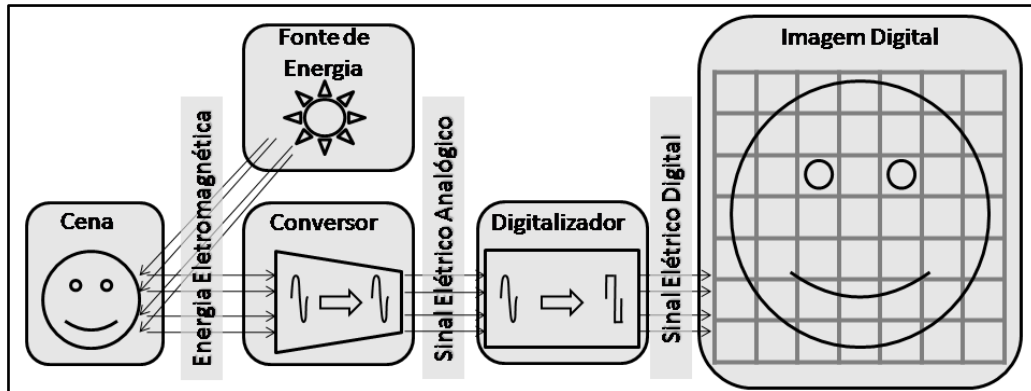 Fonte de
Energia
Imagem Digital
Energia Eletromagnética
Sinal Elétrico Analógico
Sinal Elétrico Digital
Cena
Conversor
Digitalizador